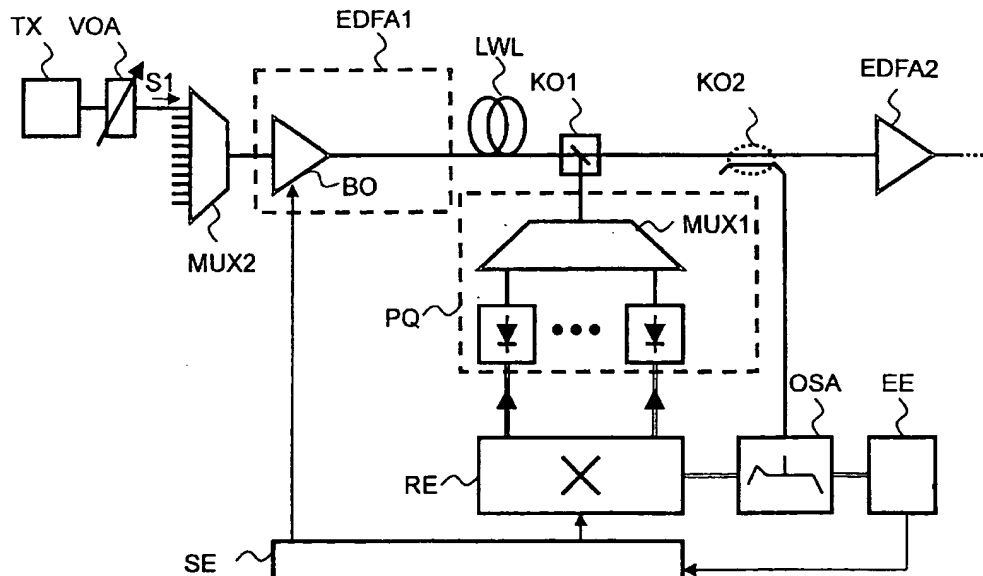 EDFA1
TX
VOA
LWL
S1
KO1
KO2
EDFA2
BO
MUX2
MUX1
PQ
OSA
EE
RE
SE